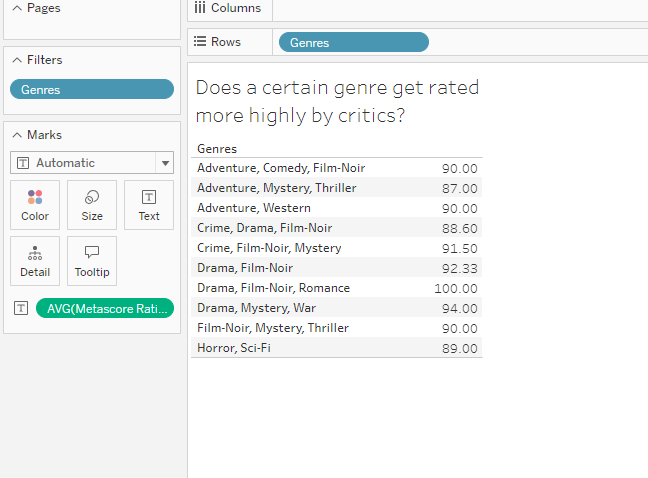 Pages
Columns
Rows
Genres
Filters
Genres
Marks
Automatic
Color Size Text
Detail Tooltip
AVG(Metascore Rati...
Does a certain genre get rated
more highly by critics?
Genres
Adventure, Comedy, Film-Noir 90.00
Adventure, Mystery, Thriller 87.00
Adventure, Western 90.00
Crime, Drama, Film-Noir 88.60
Crime, Film-Noir, Mystery 91.50
Drama, Film-Noir 92.33
Drama, Film-Noir, Romance 100.00
Drama, Mystery, War 94.00
Film-Noir, Mystery, Thriller 90.00
Horror, Sci-Fi 89.00